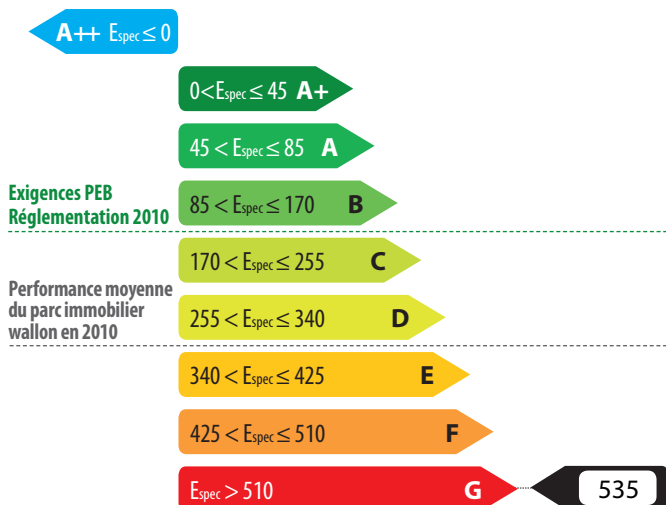 A++ Espec ≤ 0
0<Espec ≤ 45 A+
45 < Espec ≤ 85 A
Exigences PEB
Réglementation 2010
85 < Espec ≤ 170 B
170 < Espec ≤ 255 C
Performance moyenne
du parc immobilier
wallon en 2010
255 < Espec ≤ 340 D
340 < Espec ≤ 425 E
425 < Espec ≤ 510 F
Espec > 510 G
535